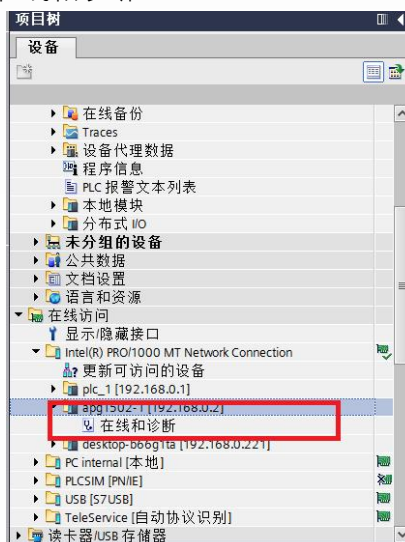 项目树
设备
在线备份
Traces
设备代理数据
程序信息
PLC 报警文本列表
本地模块
分布式 I/O
未分组的设备
公共数据
文档设置
语言和资源
在线访问
显示/隐藏接口
Intel(R) PRO/1000 MT Network Connection
更新可访问的设备
plc_1 [192.168.0.1]
apg1502-1 [192.168.0.2]
在线和诊断
desktop-b66g1ta [192.168.0.221]
PC internal [本地]
PLCSIM [PN/IE]
USB [S7USB]
TeleService [自动协议识别]
读卡器/USB 存储器